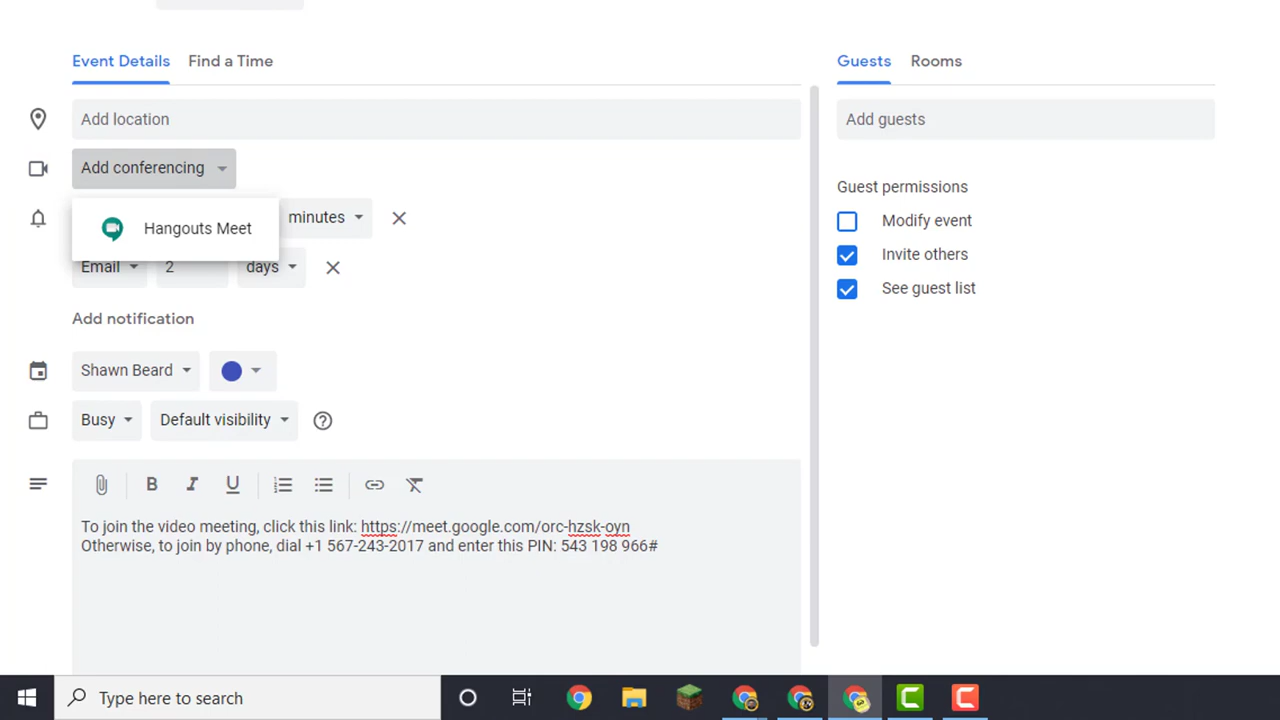 Event Details Find a Time
Guests Rooms
Add location
Add guests
Add conferencing
Guest permissions
Hangouts Meet
minutes
Modify event
Invite others
Email 2 days
See guest list
Add notification
Shawn Beard
Busy Default visibility
B I U
To join the video meeting, click this link: https://meet.google.com/orc-hzsk-oyn
Otherwise, to join by phone, dial +1 567-243-2017 and enter this PIN: 543 198 966#
Type here to search